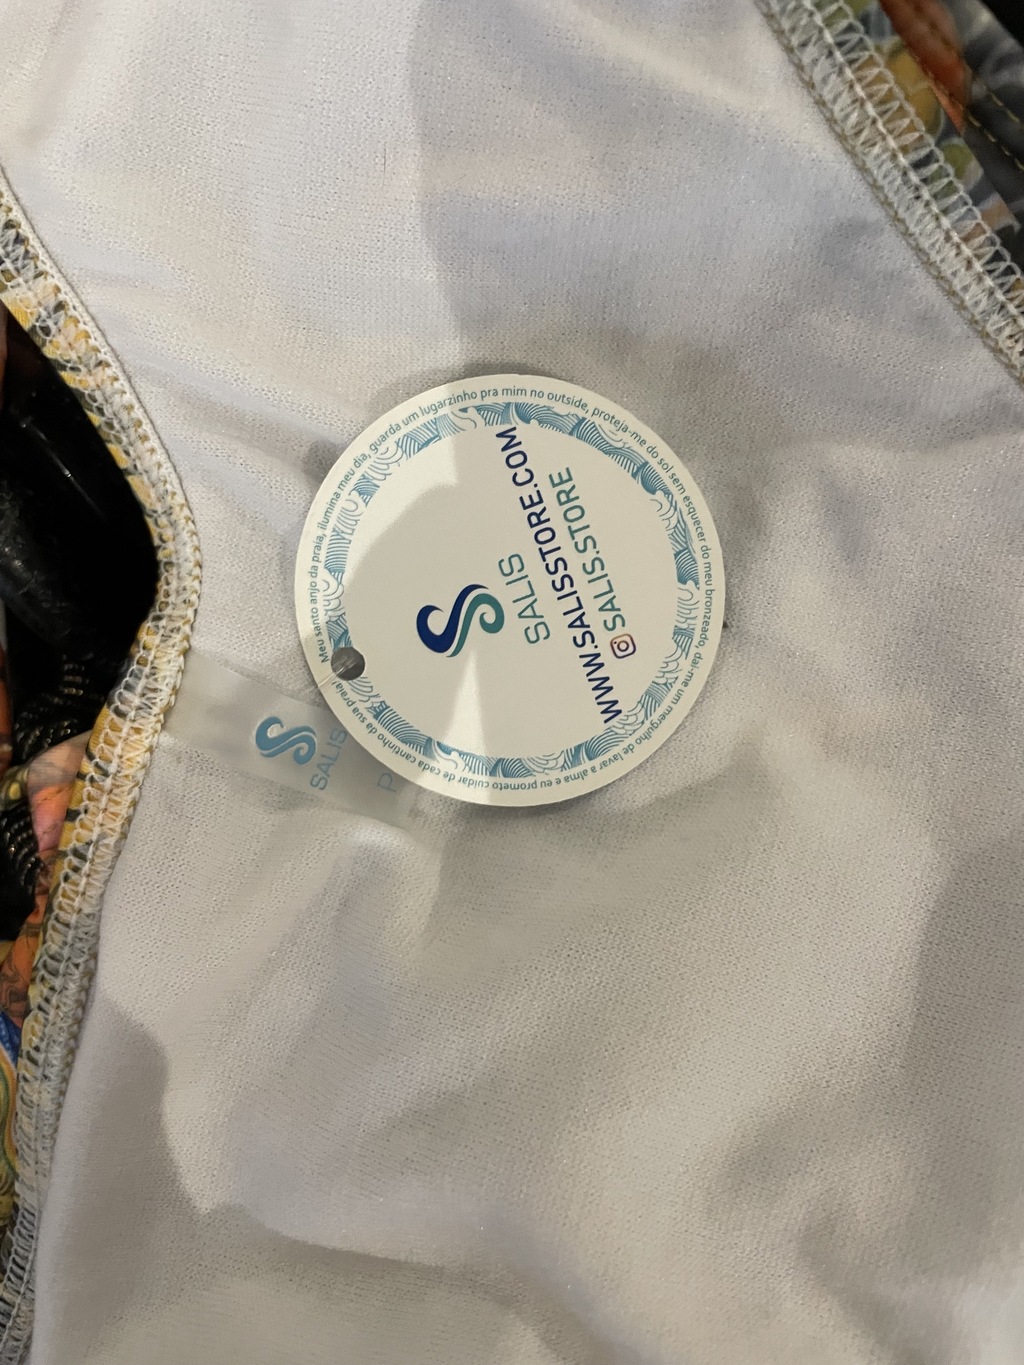 Meu santo anjo da praia, ilumina meu dia, guarda um lugarzinho pra mim no outside, proteja-me do sol sem esquecer do meu bronzeado, dai-me um mergulho de lavar a alma e eu prometo cuidar de cada cantinho da sua praia!
SALIS
WWW.SALISSTORE.COM
SALIS.STORE
SALIS
P